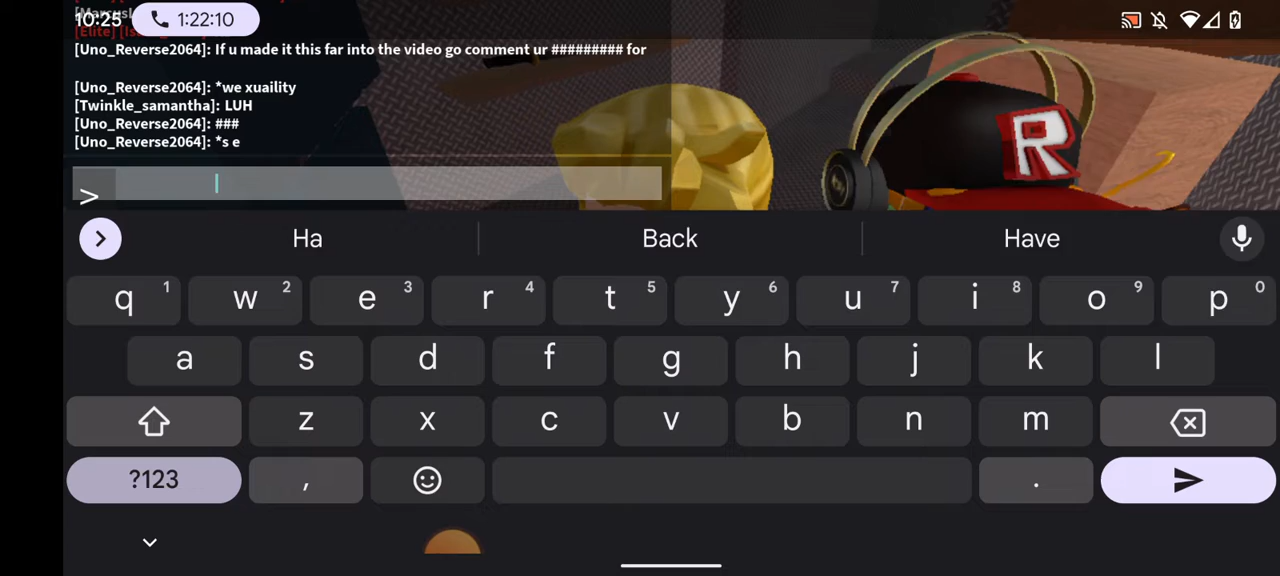 10:25
1:22:10
[Uno_Reverse2064]: If u made it this far into the video go comment ur ######### for
[Uno_Reverse2064]: *we xuaility
[Twinkle_samantha]: LUH
[Uno_Reverse2064]: ###
[Uno_Reverse2064]: *s e
>
R
Ha Back Have
q 1 w 2 e 3 r 4 t 5 y 6 u 7 i 8 o 9 p 0
a s d f g h j k l
z x c v b n m
?123 , .